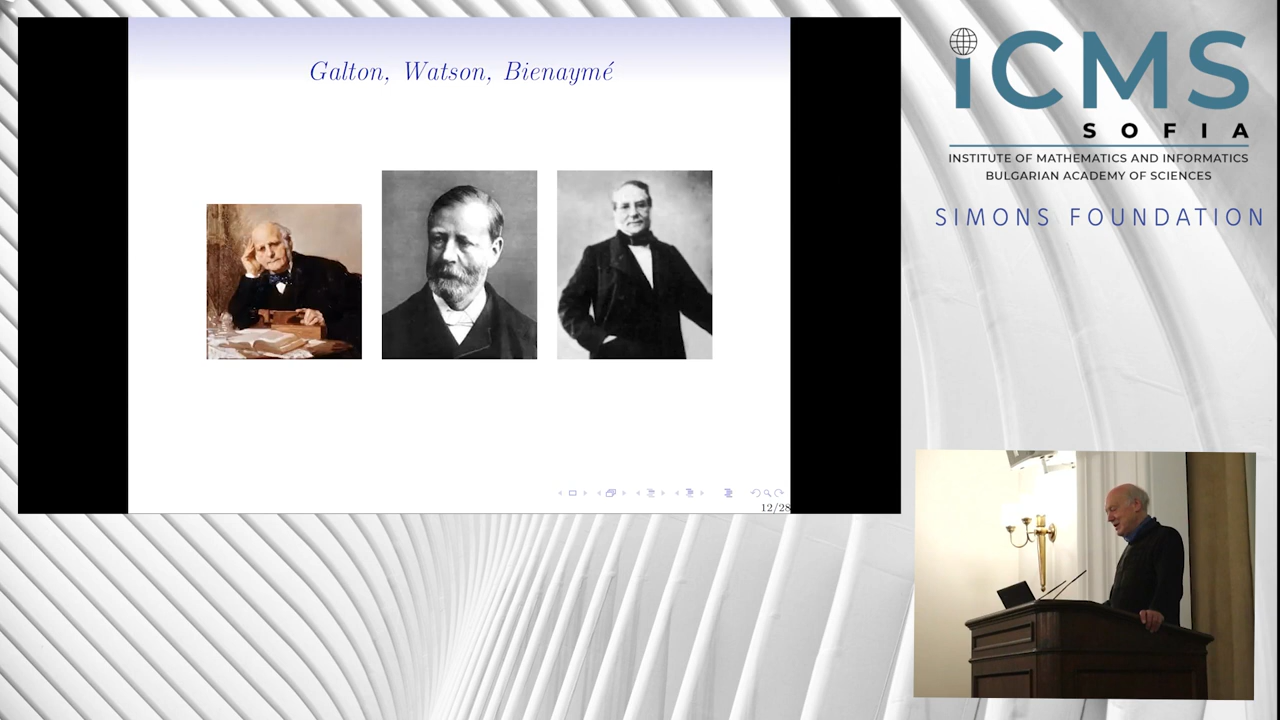 Galton, Watson, Bienaymé
12/28
iCMS
SOFIA
INSTITUTE OF MATHEMATICS AND INFORMATICS
BULGARIAN ACADEMY OF SCIENCES
SIMONS FOUNDATION